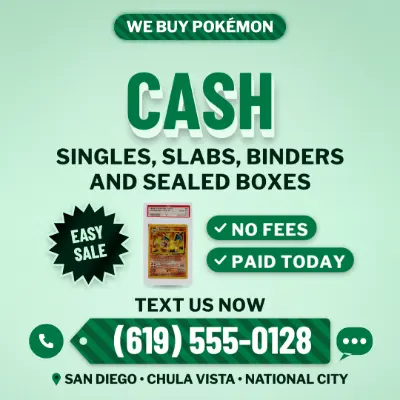 WE BUY POKÉMON
CASH
SINGLES, SLABS, BINDERS
AND SEALED BOXES
EASY
SALE
NO FEES
PAID TODAY
TEXT US NOW
(619) 555-0128
SAN DIEGO • CHULA VISTA • NATIONAL CITY